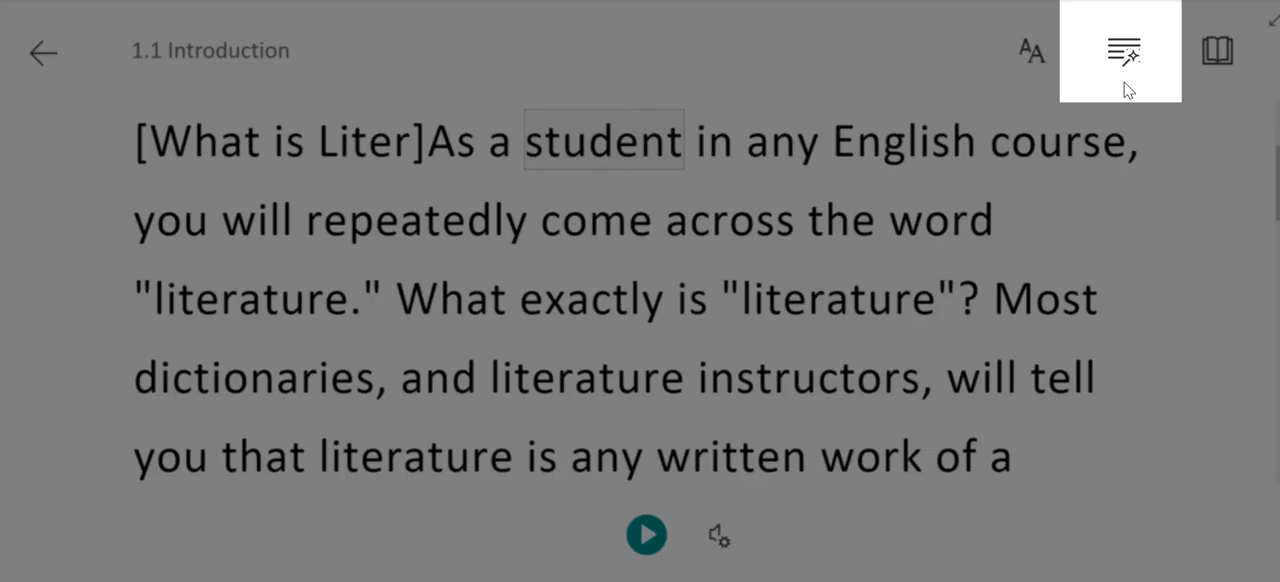 1.1 Introduction
[What is Liter]As a student in any English course,
you will repeatedly come across the word
"literature." What exactly is "literature"? Most
dictionaries, and literature instructors, will tell
you that literature is any written work of a